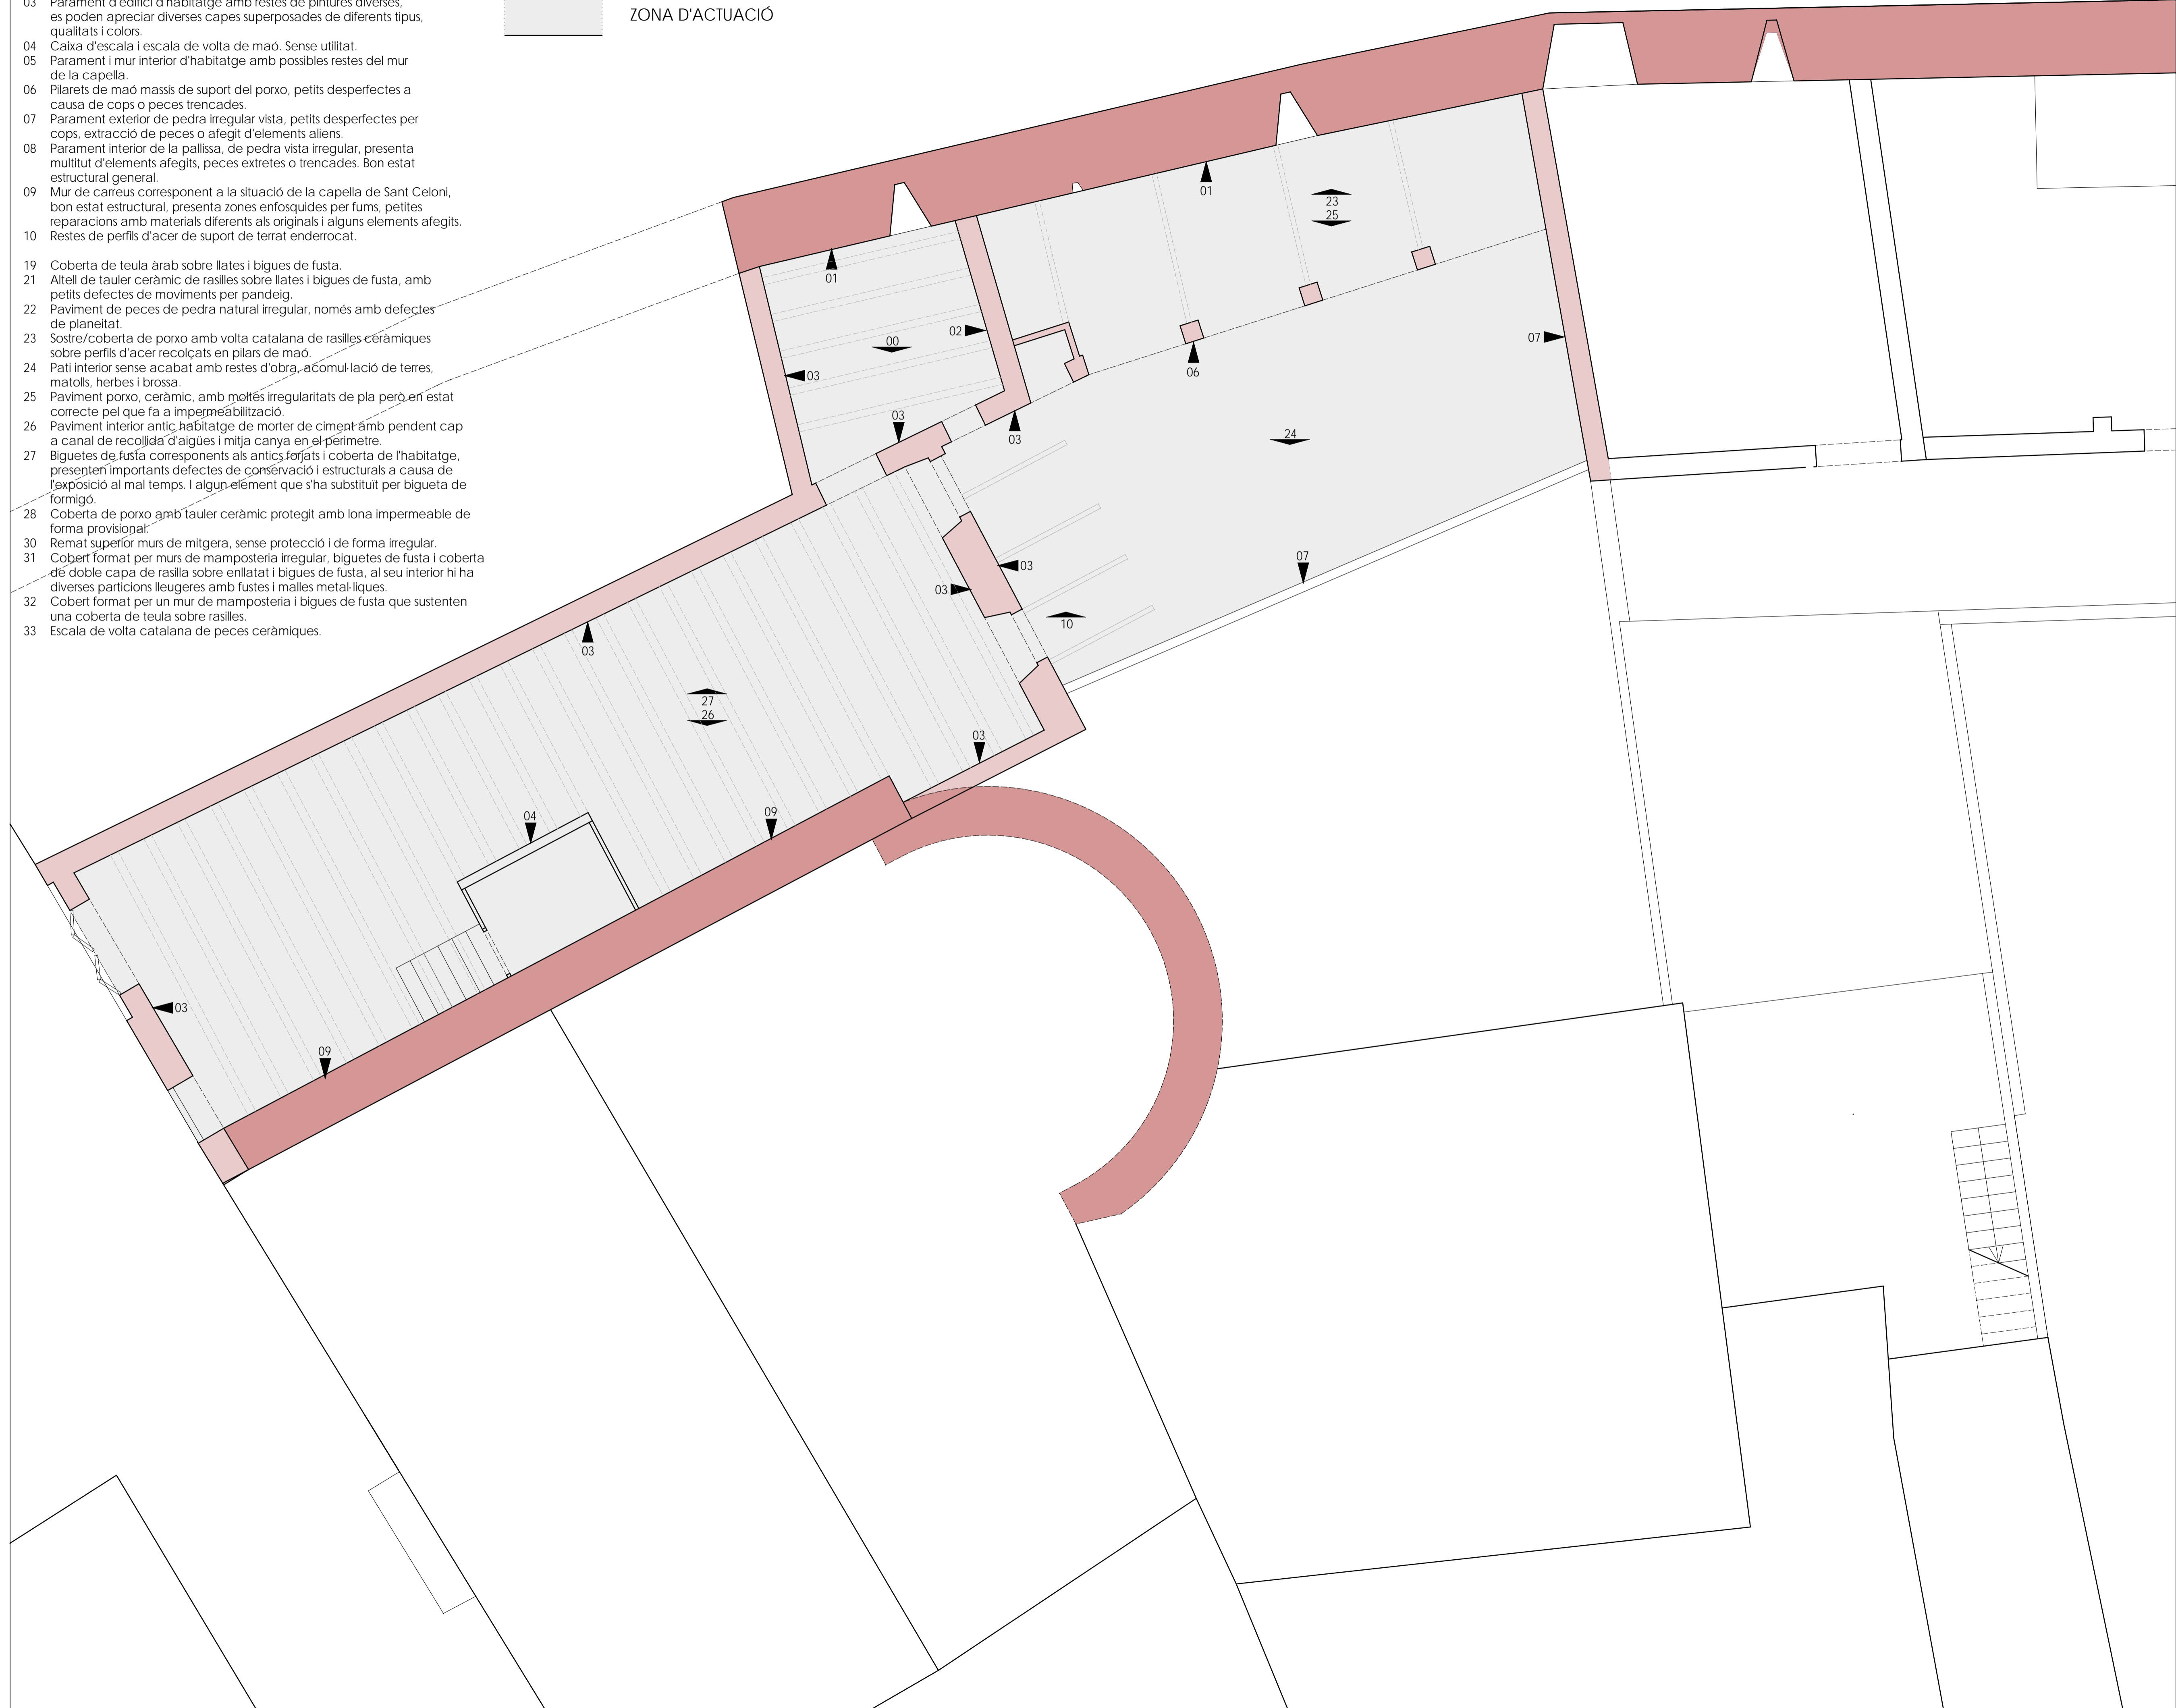 03 Parament d'edifici d'habitatge amb restes de pintures diverses,
es poden apreciar diverses capes superposades de diferents tipus,
qualitats i colors.
04 Caixa d'escala i escala de volta de maó. Sense utilitat.
05 Parament i mur interior d'habitatge amb possibles restes del mur
de la capella.
06 Pilarets de maó massís de suport del porxo, petits desperfectes a
causa de cops o peces trencades.
07 Parament exterior de pedra irregular vista, petits desperfectes per
cops, extracció de peces o afegit d'elements aliens.
08 Parament interior de la pallissa, de pedra vista irregular, presenta
multitut d'elements afegits, peces extretes o trencades. Bon estat
estructural general.
09 Mur de carreus corresponent a la situació de la capella de Sant Celoni,
bon estat estructural, presenta zones enfosquides per fums, petites
reparacions amb materials diferents als originals i alguns elements afegits.
10 Restes de perfils d'acer de suport de terrat enderrocat.
19 Coberta de teula àrab sobre llates i bigues de fusta.
21 Altell de tauler ceràmic de rasilles sobre llates i bigues de fusta, amb
petits defectes de moviments per pandeig.
22 Paviment de peces de pedra natural irregular, només amb defectes
de planeitat.
23 Sostre/coberta de porxo amb volta catalana de rasilles ceràmiques
sobre perfils d'acer recolçats en pilars de maó.
24 Pati interior sense acabat amb restes d'obra, acomul·lació de terres,
matolls, herbes i brossa.
25 Paviment porxo, ceràmic, amb moltes irregularitats de pla però en estat
correcte pel que fa a impermeabilització.
26 Paviment interior antic habitatge de morter de ciment amb pendent cap
a canal de recollida d'aigües i mitja canya en el perímetre.
27 Biguetes de fusta corresponents als antics forjats i coberta de l'habitatge,
presenten importants defectes de conservació i estructurals a causa de
l'exposició al mal temps. I algun element que s'ha substituït per bigueta de
formigó.
28 Coberta de porxo amb tauler ceràmic protegit amb lona impermeable de
forma provisional.
30 Remat superior murs de mitgera, sense protecció i de forma irregular.
31 Cobert format per murs de mamposteria irregular, biguetes de fusta i coberta
de doble capa de rasilla sobre enllatat i bigues de fusta, al seu interior hi ha
diverses particions lleugeres amb fustes i malles metal·liques.
32 Cobert format per un mur de mamposteria i bigues de fusta que sustenten
una coberta de teula sobre rasilles.
33 Escala de volta catalana de peces ceràmiques.
ZONA D'ACTUACIÓ
01
23
25
01
02
00
07
03
06
03
03
24
07
03
03
10
03
27
26
03
09
04
03
09